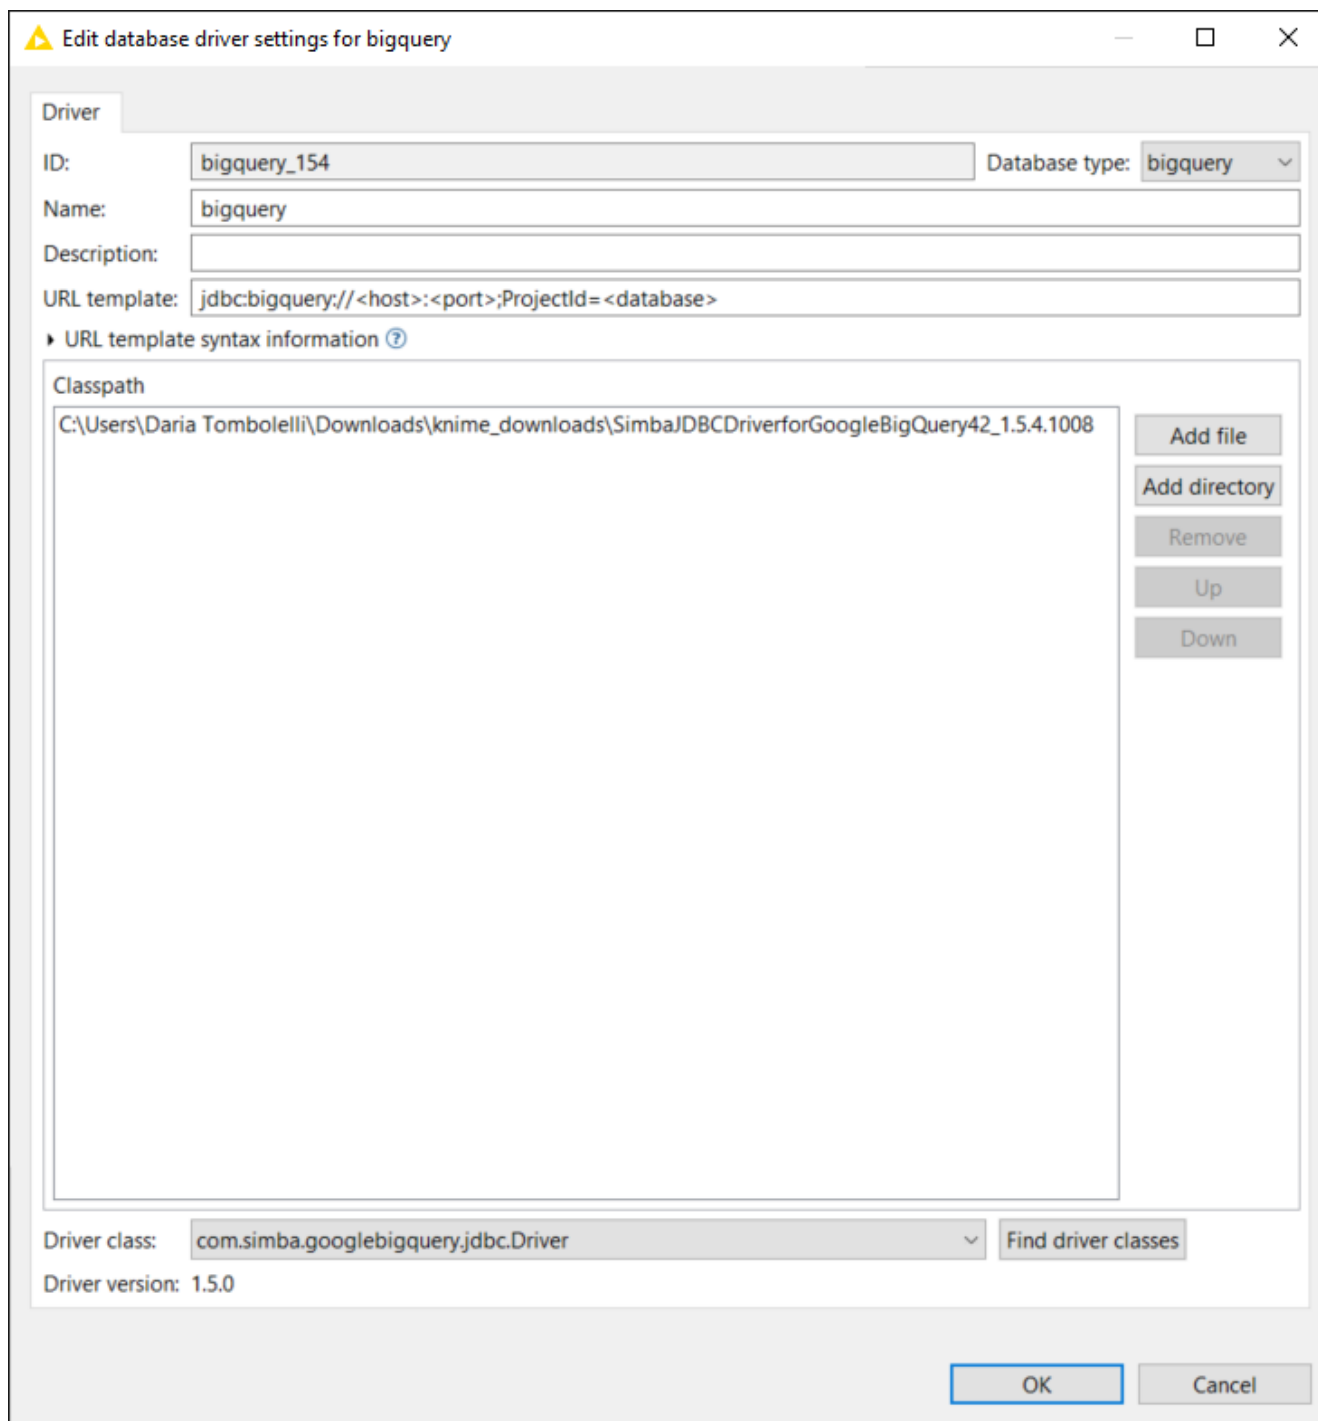 Edit database driver settings for bigquery
Driver
ID: bigquery_154 Database type: bigquery
Name: bigquery
Description:
URL template: jdbc:bigquery://<host>:<port>;ProjectId=<database>
URL template syntax information ?
Classpath
C:\Users\Daria Tombolelli\Downloads\knime_downloads\SimbaJDBCDriverforGoogleBigQuery42_1.5.4.1008
Add file
Add directory
Remove
Up
Down
Driver class: com.simba.googlebigquery.jdbc.Driver Find driver classes
Driver version: 1.5.0
OK Cancel